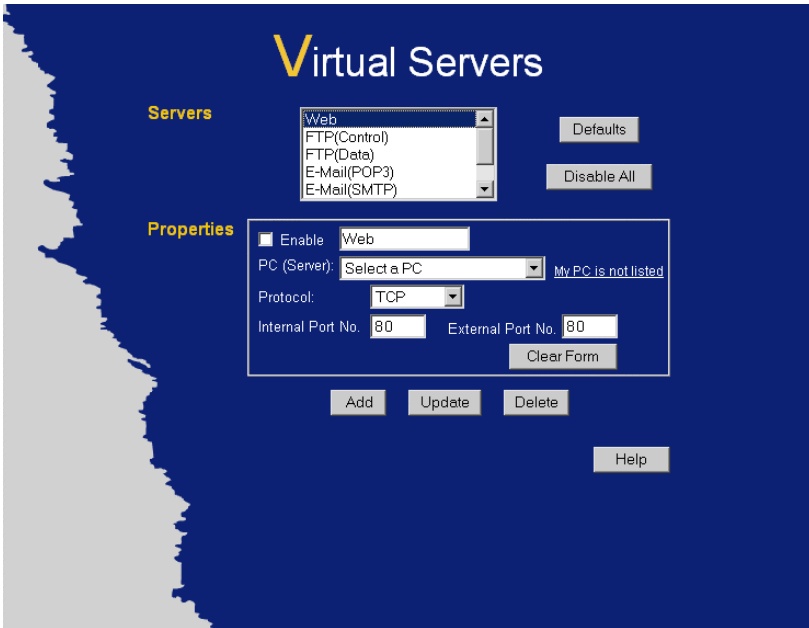 Virtual Servers
Servers
Web
FTP(Control)
FTP(Data)
E-Mail(POP3)
E-Mail(SMTP)
Defaults
Disable All
Properties
Enable Web
PC (Server): Select a PC My PC is not listed
Protocol: TCP
Internal Port No. 80 External Port No. 80
Clear Form
Add Update Delete
Help